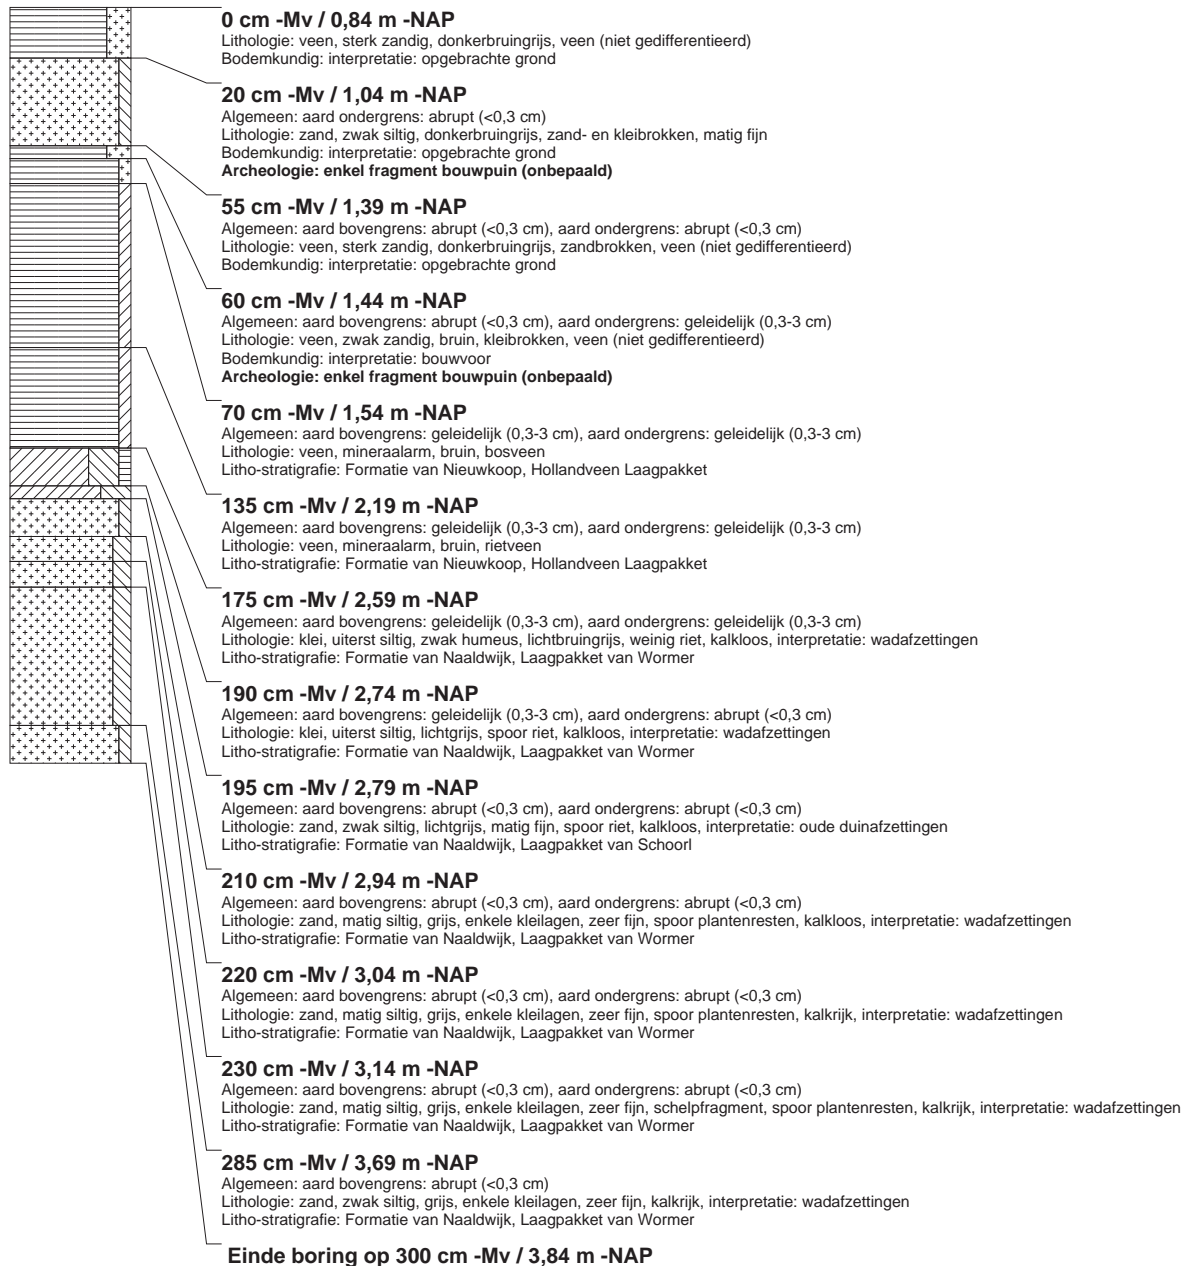 0 cm -Mv / 0,84 m -NAP
Lithologie: veen, sterk zandig, donkerbruingrijs, veen (niet gedifferentieerd)
Bodemkundig: interpretatie: opgebrachte grond
20 cm -Mv / 1,04 m -NAP
Algemeen: aard ondergrens: abrupt (<0,3 cm)
Lithologie: zand, zwak siltig, donkerbruingrijs, zand- en kleibrokken, matig fijn
Bodemkundig: interpretatie: opgebrachte grond
Archeologie: enkel fragment bouwpuin (onbepaald)
55 cm -Mv / 1,39 m -NAP
Algemeen: aard bovengrens: abrupt (<0,3 cm), aard ondergrens: abrupt (<0,3 cm)
Lithologie: veen, sterk zandig, donkerbruingrijs, zandbrokken, veen (niet gedifferentieerd)
Bodemkundig: interpretatie: opgebrachte grond
60 cm -Mv / 1,44 m -NAP
Algemeen: aard bovengrens: abrupt (<0,3 cm), aard ondergrens: geleidelijk (0,3-3 cm)
Lithologie: veen, zwak zandig, bruin, kleibrokken, veen (niet gedifferentieerd)
Bodemkundig: interpretatie: bouwvoor
Archeologie: enkel fragment bouwpuin (onbepaald)
70 cm -Mv / 1,54 m -NAP
Algemeen: aard bovengrens: geleidelijk (0,3-3 cm), aard ondergrens: geleidelijk (0,3-3 cm)
Lithologie: veen, mineraalarm, bruin, bosveen
Litho-stratigrafie: Formatie van Nieuwkoop, Hollandveen Laagpakket
135 cm -Mv / 2,19 m -NAP
Algemeen: aard bovengrens: geleidelijk (0,3-3 cm), aard ondergrens: geleidelijk (0,3-3 cm)
Lithologie: veen, mineraalarm, bruin, rietveen
Litho-stratigrafie: Formatie van Nieuwkoop, Hollandveen Laagpakket
175 cm -Mv / 2,59 m -NAP
Algemeen: aard bovengrens: geleidelijk (0,3-3 cm), aard ondergrens: geleidelijk (0,3-3 cm)
Lithologie: klei, uiterst siltig, zwak humeus, lichtbruingrijs, weinig riet, kalkloos, interpretatie: wadafzettingen
Litho-stratigrafie: Formatie van Naaldwijk, Laagpakket van Wormer
190 cm -Mv / 2,74 m -NAP
Algemeen: aard bovengrens: geleidelijk (0,3-3 cm), aard ondergrens: abrupt (<0,3 cm)
Lithologie: klei, uiterst siltig, lichtgrijs, spoor riet, kalkloos, interpretatie: wadafzettingen
Litho-stratigrafie: Formatie van Naaldwijk, Laagpakket van Wormer
195 cm -Mv / 2,79 m -NAP
Algemeen: aard bovengrens: abrupt (<0,3 cm), aard ondergrens: abrupt (<0,3 cm)
Lithologie: zand, zwak siltig, lichtgrijs, matig fijn, spoor riet, kalkloos, interpretatie: oude duinafzettingen
Litho-stratigrafie: Formatie van Naaldwijk, Laagpakket van Schoorl
210 cm -Mv / 2,94 m -NAP
Algemeen: aard bovengrens: abrupt (<0,3 cm), aard ondergrens: abrupt (<0,3 cm)
Lithologie: zand, matig siltig, grijs, enkele kleilagen, zeer fijn, spoor plantenresten, kalkloos, interpretatie: wadafzettingen
Litho-stratigrafie: Formatie van Naaldwijk, Laagpakket van Wormer
220 cm -Mv / 3,04 m -NAP
Algemeen: aard bovengrens: abrupt (<0,3 cm), aard ondergrens: abrupt (<0,3 cm)
Lithologie: zand, matig siltig, grijs, enkele kleilagen, zeer fijn, spoor plantenresten, kalkrijk, interpretatie: wadafzettingen
Litho-stratigrafie: Formatie van Naaldwijk, Laagpakket van Wormer
230 cm -Mv / 3,14 m -NAP
Algemeen: aard bovengrens: abrupt (<0,3 cm), aard ondergrens: abrupt (<0,3 cm)
Lithologie: zand, matig siltig, grijs, enkele kleilagen, zeer fijn, schelpfragment, spoor plantenresten, kalkrijk, interpretatie: wadafzettingen
Litho-stratigrafie: Formatie van Naaldwijk, Laagpakket van Wormer
285 cm -Mv / 3,69 m -NAP
Algemeen: aard bovengrens: abrupt (<0,3 cm)
Lithologie: zand, zwak siltig, grijs, enkele kleilagen, zeer fijn, kalkrijk, interpretatie: wadafzettingen
Litho-stratigrafie: Formatie van Naaldwijk, Laagpakket van Wormer
Einde boring op 300 cm -Mv / 3,84 m -NAP